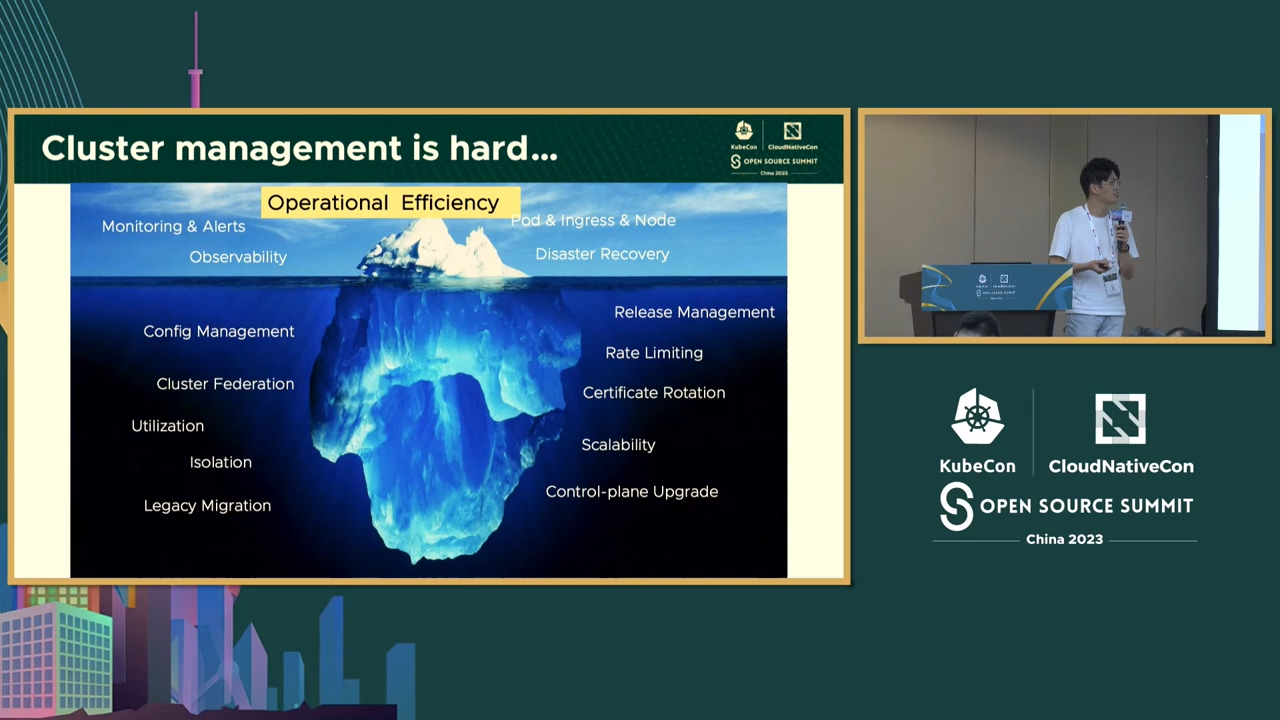 Cluster management is hard...
KubeCon
CloudNativeCon
OPEN SOURCE SUMMIT
China 2023
Operational Efficiency
Monitoring & Alerts
Pod & Ingress & Node
Observability
Disaster Recovery
Release Management
Config Management
Rate Limiting
Cluster Federation
Certificate Rotation
Utilization
Scalability
Isolation
Control-plane Upgrade
Legacy Migration
KubeCon
CloudNativeCon
OPEN SOURCE SUMMIT
China 2023